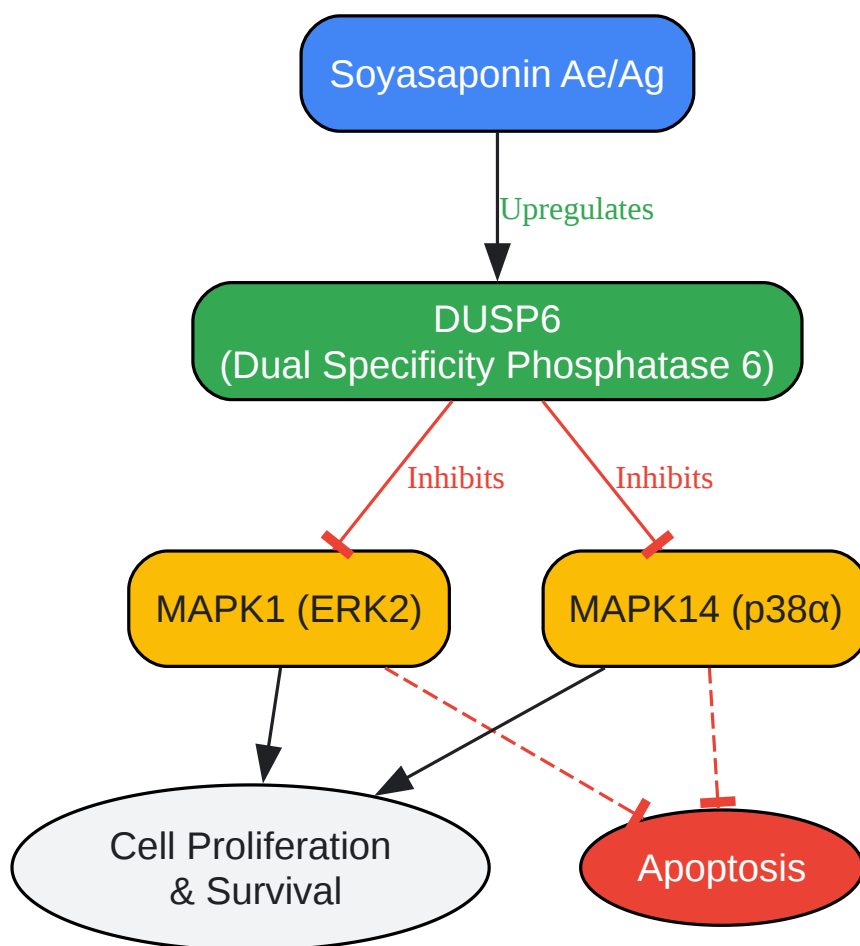 Soyasaponin Ae/Ag
Upregulates
DUSP6
(Dual Specificity Phosphatase 6)
Inhibits
Inhibits
MAPK1 (ERK2)
MAPK14 (p38α)
Cell Proliferation
& Survival
Apoptosis